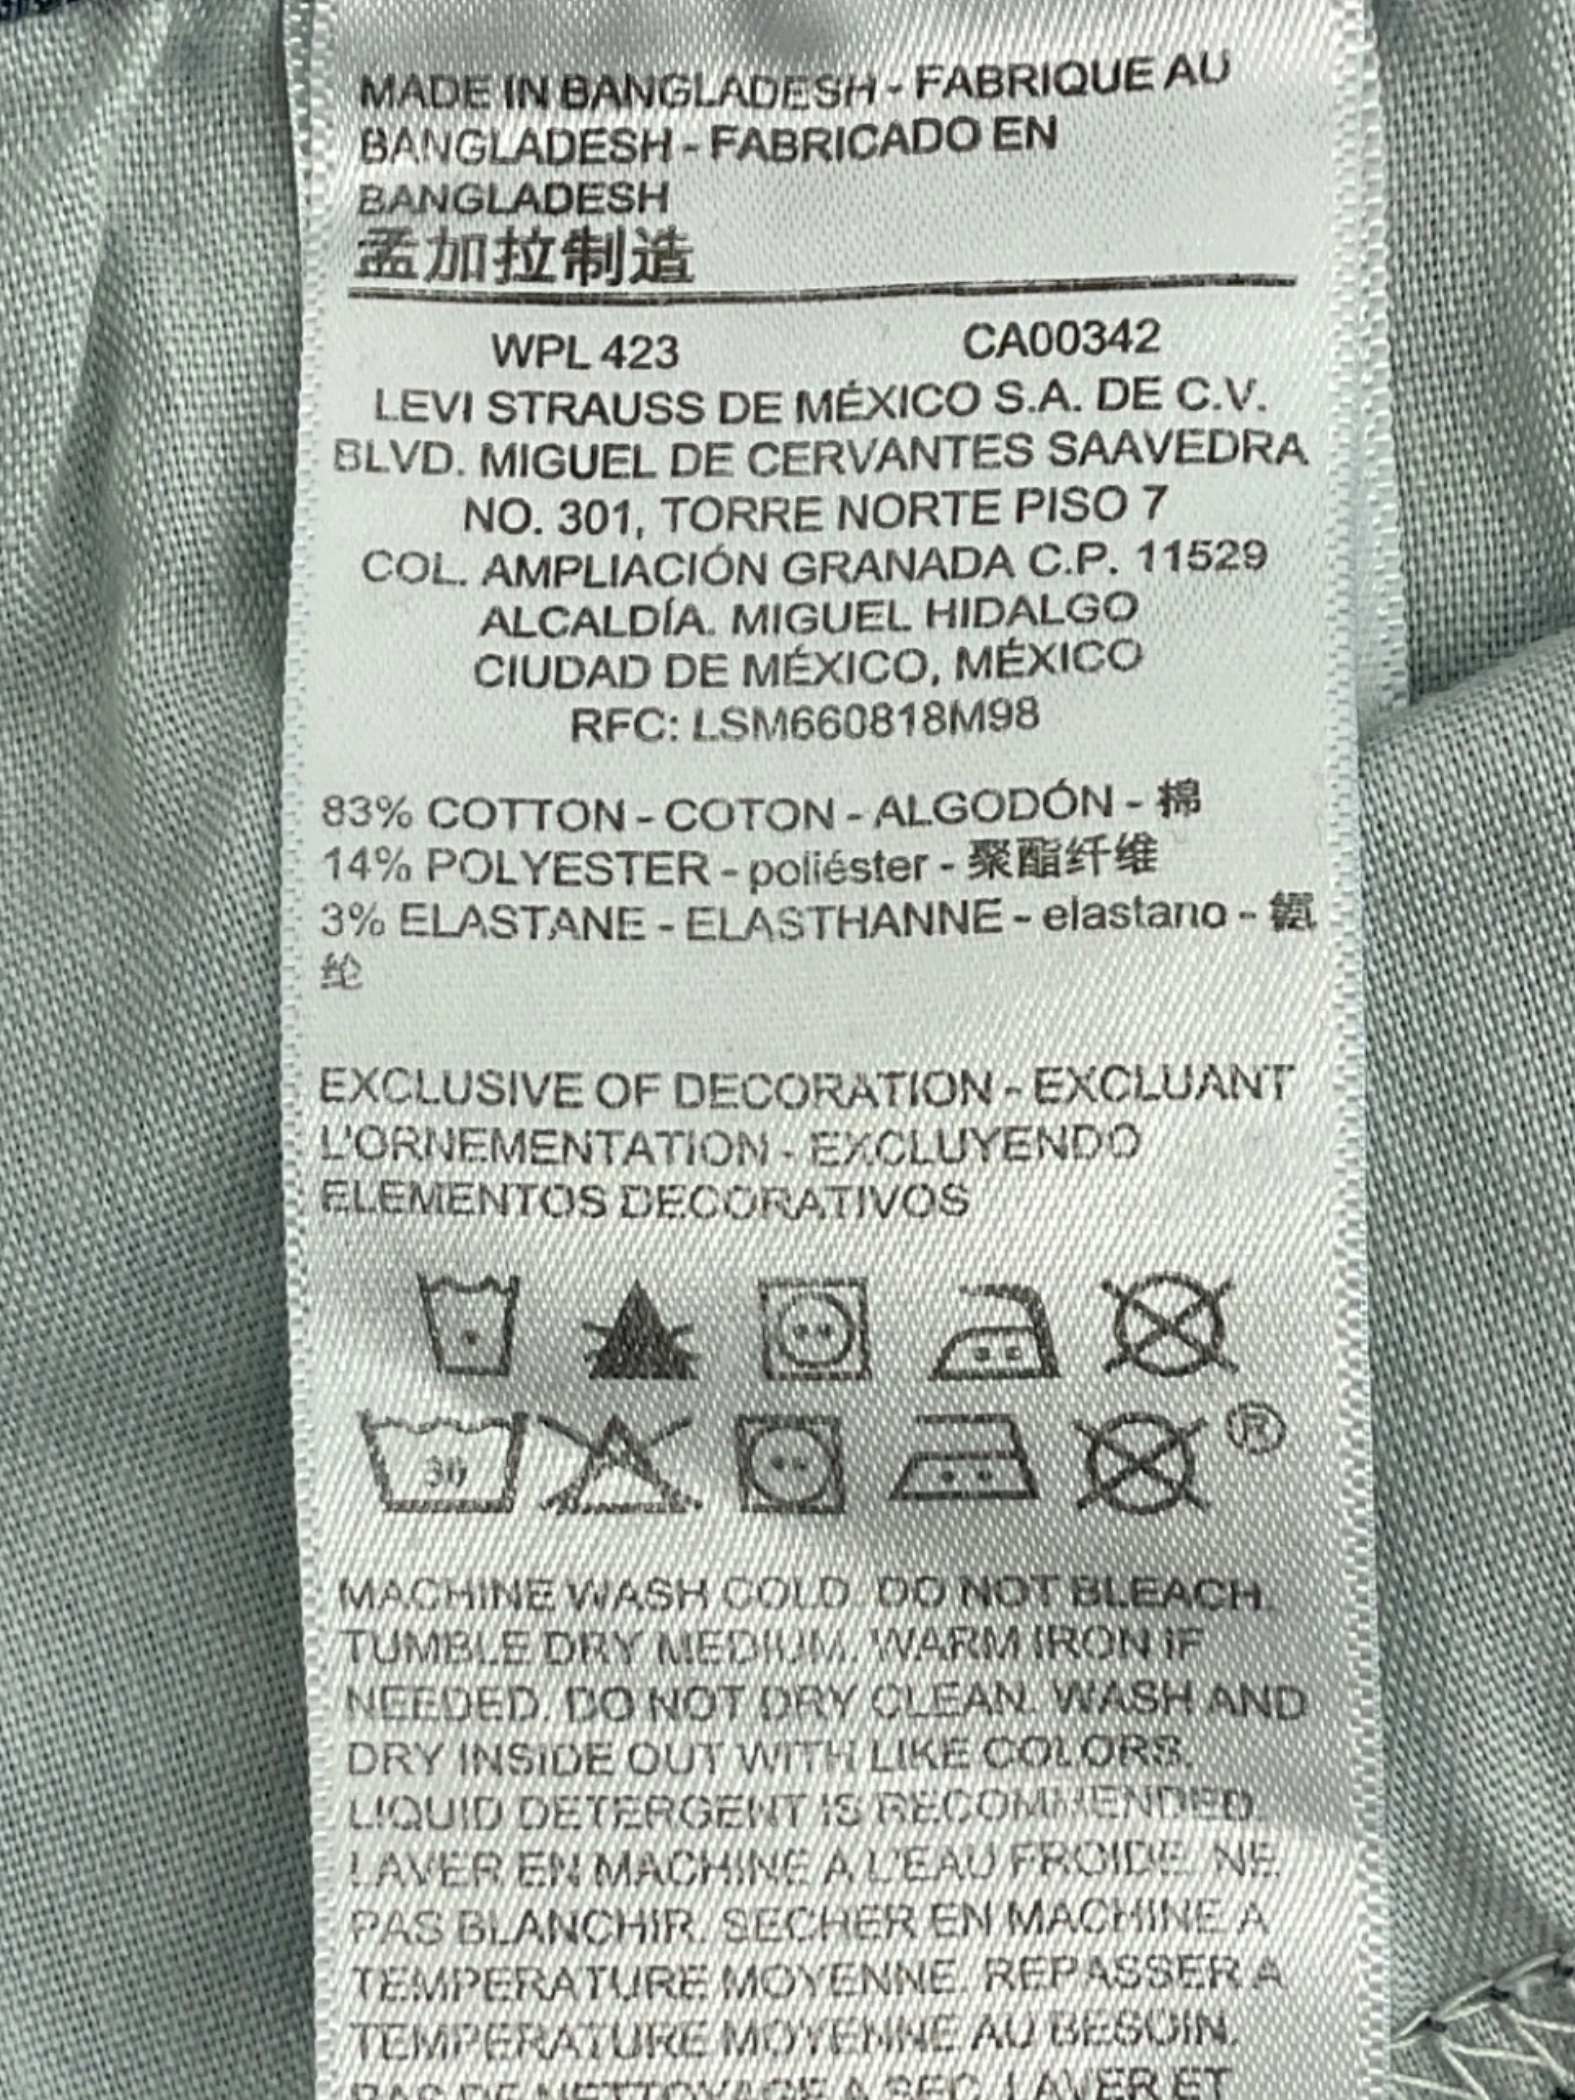 MADE IN BANGLADESH - FABRIQUE AU
BANGLADESH - FABRICADO EN
BANGLADESH
孟加拉制造
WPL 423 CA00342
LEVI STRAUSS DE MÉXICO S.A. DE C.V.
BLVD. MIGUEL DE CERVANTES SAAVEDRA
NO. 301, TORRE NORTE PISO 7
COL. AMPLIACIÓN GRANADA C.P. 11529
ALCALDÍA. MIGUEL HIDALGO
CIUDAD DE MÉXICO, MÉXICO
RFC: LSM660818M98
83% COTTON - COTON - ALGODÓN - 棉
14% POLYESTER - poliéster - 聚酯纤维
3% ELASTANE - ELASTHANNE - elastano - 氨
纶
EXCLUSIVE OF DECORATION - EXCLUANT
L'ORNEMENTATION - EXCLUYENDO
ELEMENTOS DECORATIVOS
30 ®
MACHINE WASH COLD. DO NOT BLEACH.
TUMBLE DRY MEDIUM. WARM IRON IF
NEEDED. DO NOT DRY CLEAN. WASH AND
DRY INSIDE OUT WITH LIKE COLORS.
LIQUID DETERGENT IS RECOMMENDED.
LAVER EN MACHINE A L'EAU FROIDE. NE
PAS BLANCHIR. SECHER EN MACHINE A
TEMPERATURE MOYENNE. REPASSER A
TEMPERATURE MOYENNE AU BESOIN.
PAS DE NETTOYAGE A SEC. LAVER ET